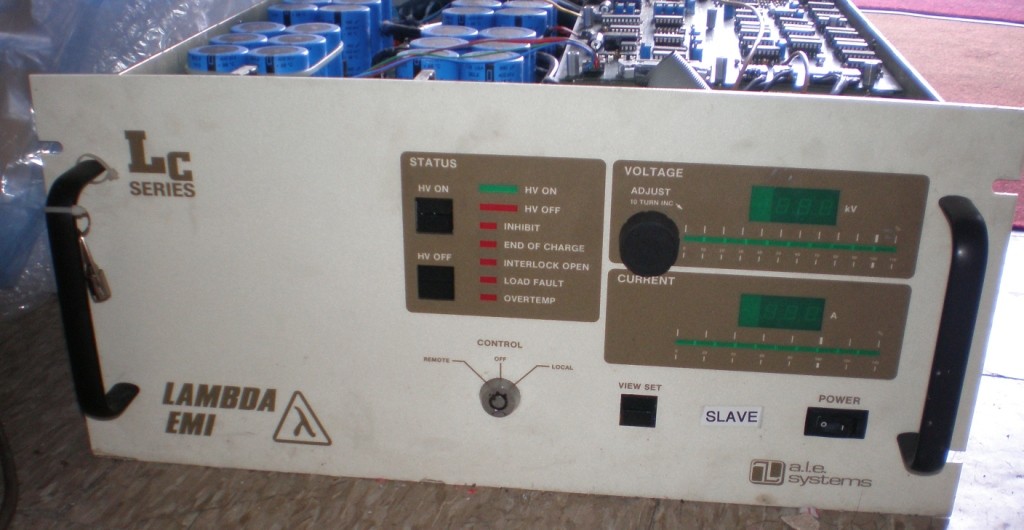 LC
SERIES
STATUS
HV ON
HV OFF
HV ON
HV OFF
INHIBIT
END OF CHARGE
INTERLOCK OPEN
LOAD FAULT
OVERTEMP
VOLTAGE
ADJUST
10 TURN INC
kV
CURRENT
A
CONTROL
REMOTE
OFF
LOCAL
VIEW SET
SLAVE
POWER
LAMBDA
EMI
λ
a.l.e.
systems